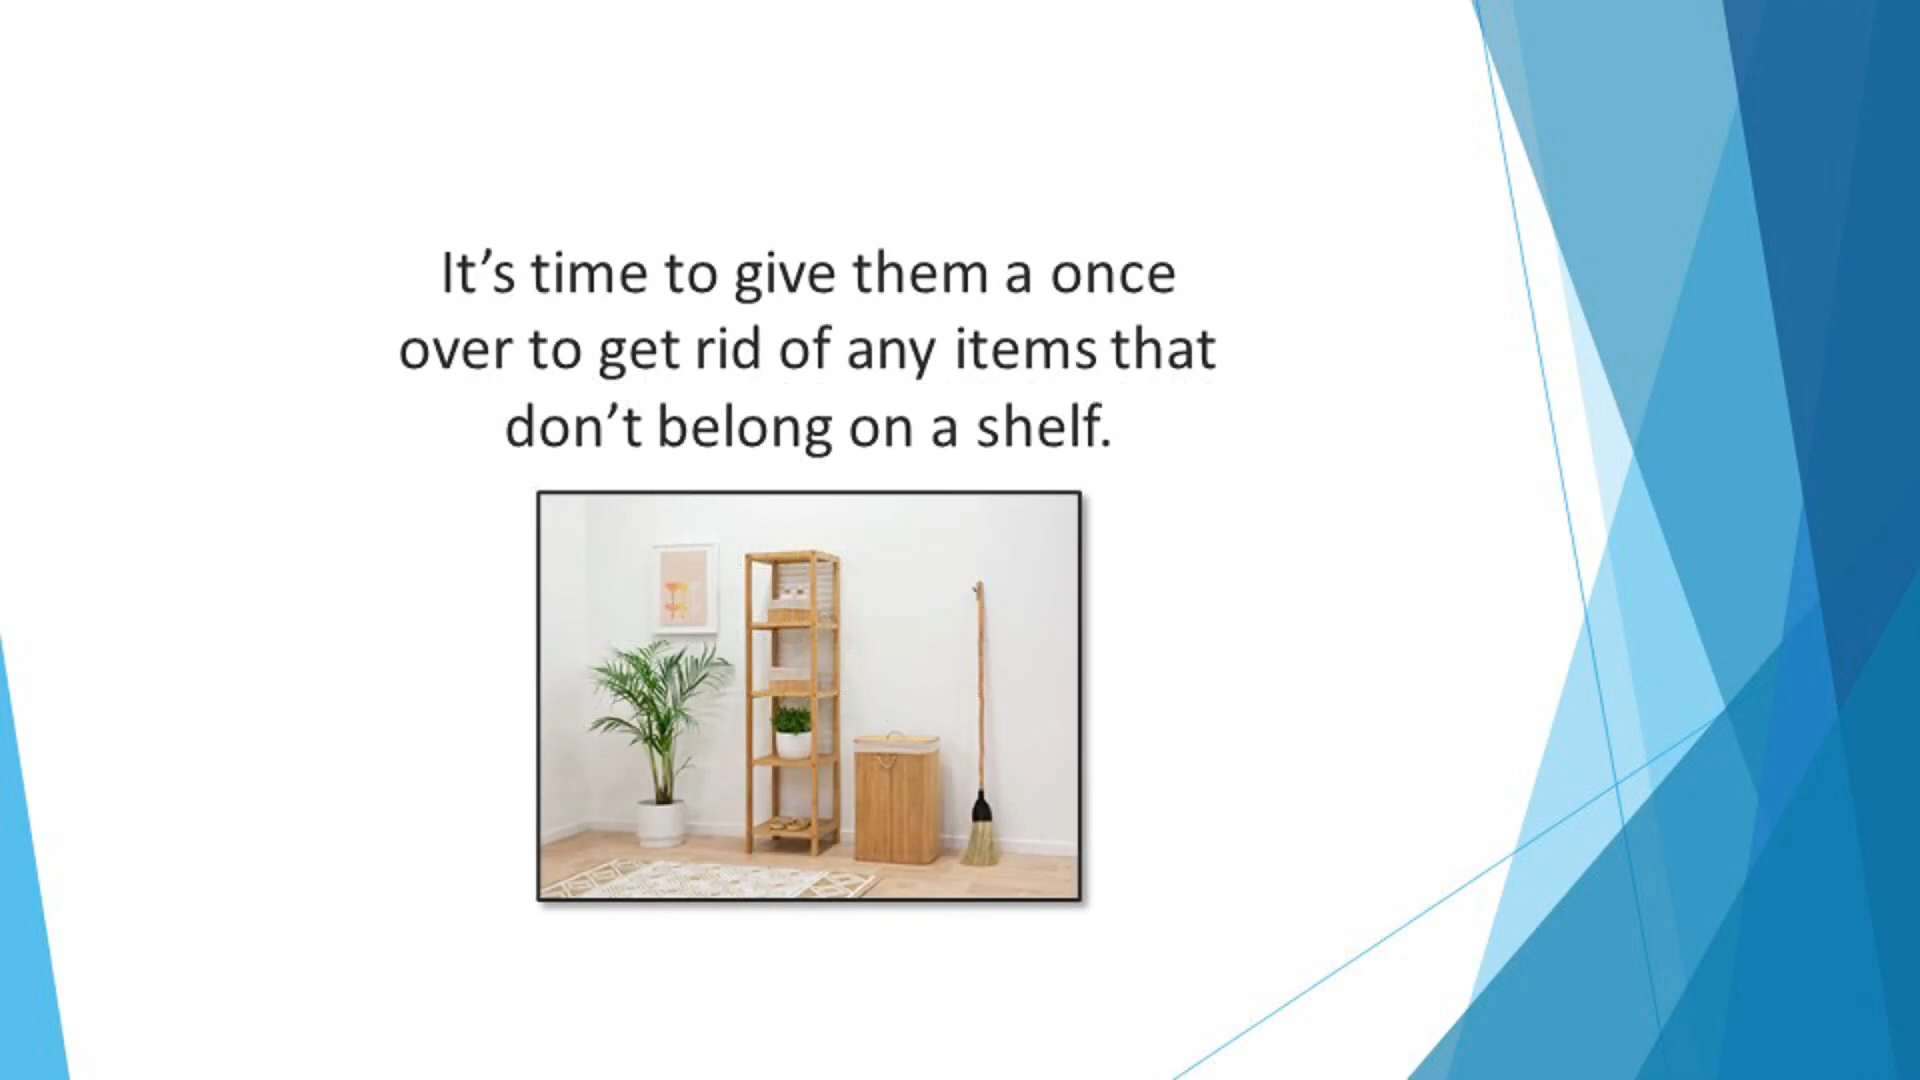 It’s time to give them a once
over to get rid of any items that
don’t belong on a shelf.